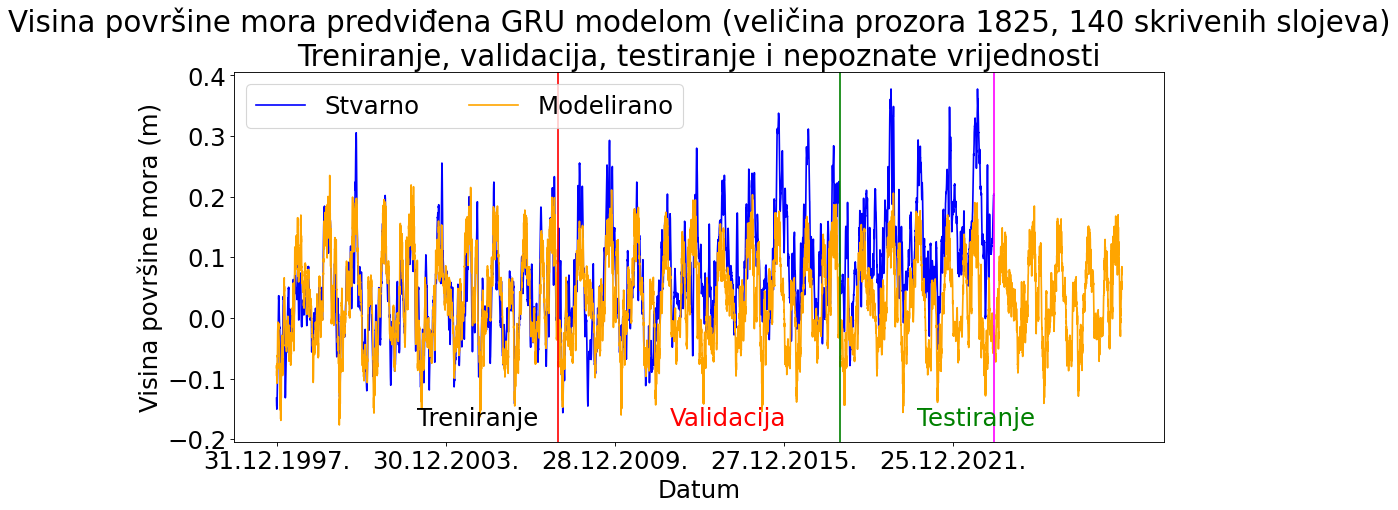 Visina površine mora predviđena GRU modelom (veličina prozora 1825, 140 skrivenih slojeva)
Treniranje, validacija, testiranje i nepoznate vrijednosti
Stvarno
Modelirano
Visina površine mora (m)
0.4
0.3
0.2
0.1
0.0
−0.1
−0.2
Treniranje
Validacija
Testiranje
31.12.1997.
30.12.2003.
28.12.2009.
27.12.2015.
25.12.2021.
Datum